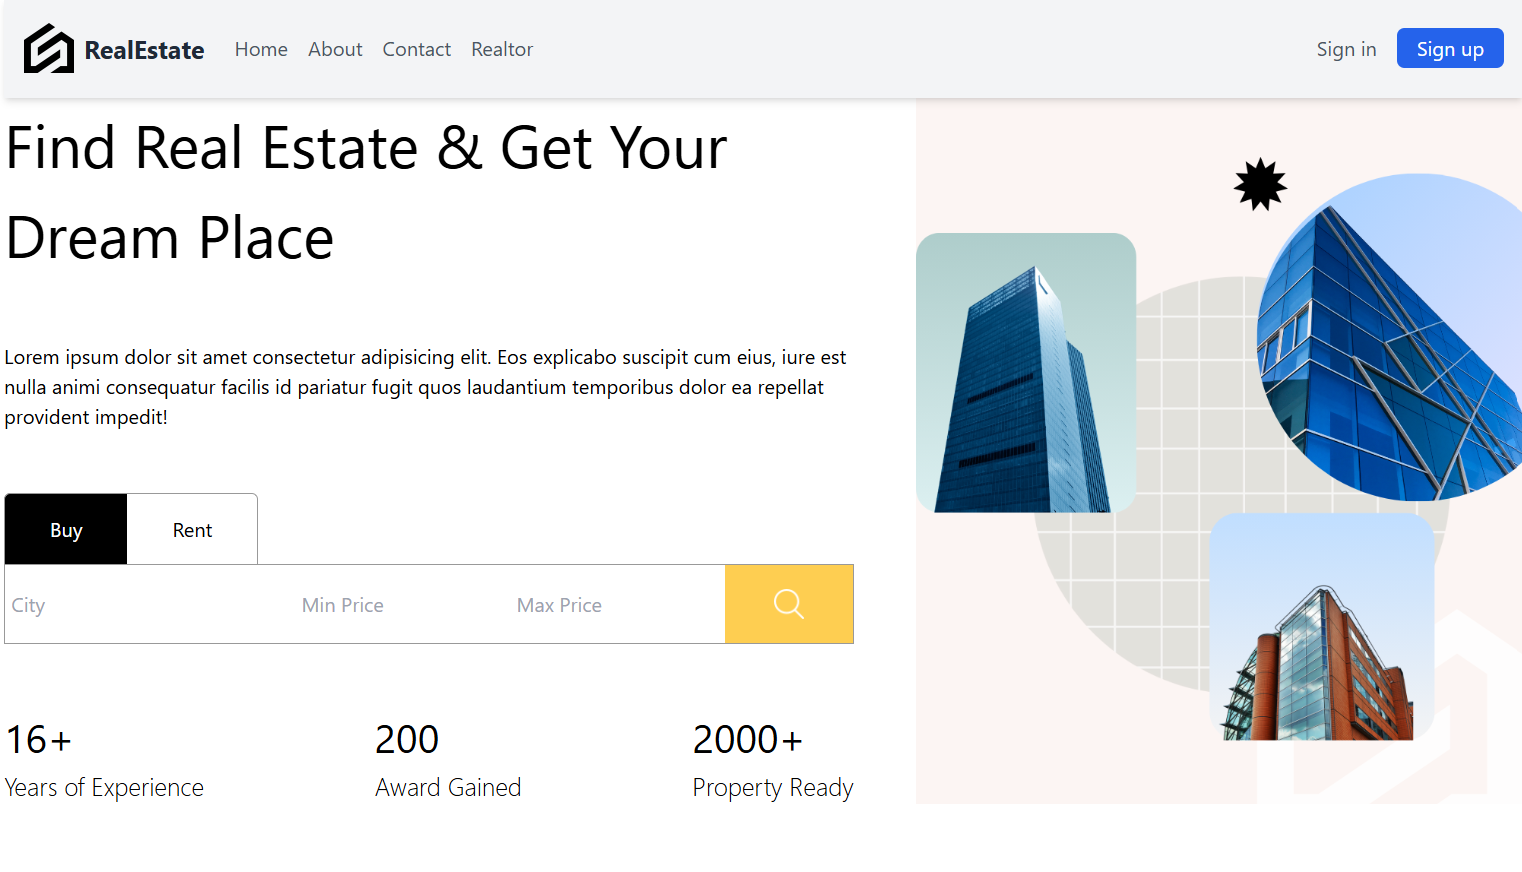 RealEstate Home About Contact Realtor Sign in Sign up
Find Real Estate & Get Your
Dream Place
Lorem ipsum dolor sit amet consectetur adipisicing elit. Eos explicabo suscipit cum eius, iure est
nulla animi consequatur facilis id pariatur fugit quos laudantium temporibus dolor ea repellat
provident impedit!
Buy Rent
City Min Price Max Price
16+ 200 2000+
Years of Experience Award Gained Property Ready